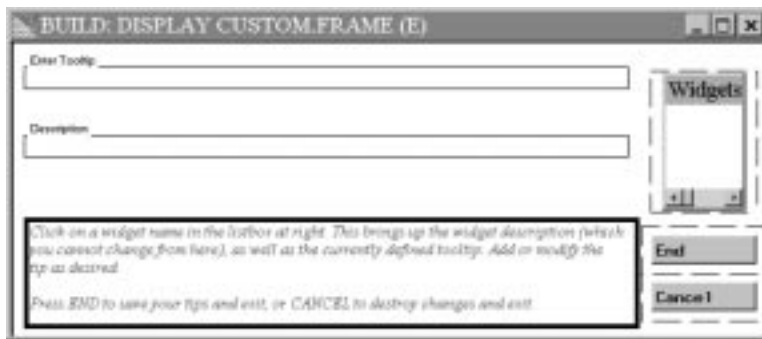 BUILD: DISPLAY CUSTOM.FRAME (E)
Enter Tooltip
Widgets
Description
Click on a widget name in the listbox at right. This brings up the widget description (which
you cannot change from here), as well as the currently defined tooltip. Add or modify the
tip as desired.
Press END to save your tips and exit, or CANCEL to destroy changes and exit
End
Cancel